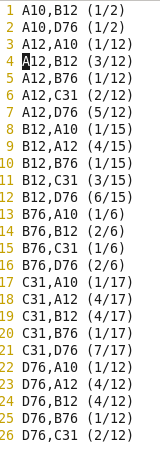 1 A10,B12 (1/2)
2 A10,D76 (1/2)
3 A12,A10 (1/12)
4 A12,B12 (3/12)
5 A12,B76 (1/12)
6 A12,C31 (2/12)
7 A12,D76 (5/12)
8 B12,A10 (1/15)
9 B12,A12 (4/15)
10 B12,B76 (1/15)
11 B12,C31 (3/15)
12 B12,D76 (6/15)
13 B76,A10 (1/6)
14 B76,B12 (2/6)
15 B76,C31 (1/6)
16 B76,D76 (2/6)
17 C31,A10 (1/17)
18 C31,A12 (4/17)
19 C31,B12 (4/17)
20 C31,B76 (1/17)
21 C31,D76 (7/17)
22 D76,A10 (1/12)
23 D76,A12 (4/12)
24 D76,B12 (4/12)
25 D76,B76 (1/12)
26 D76,C31 (2/12)